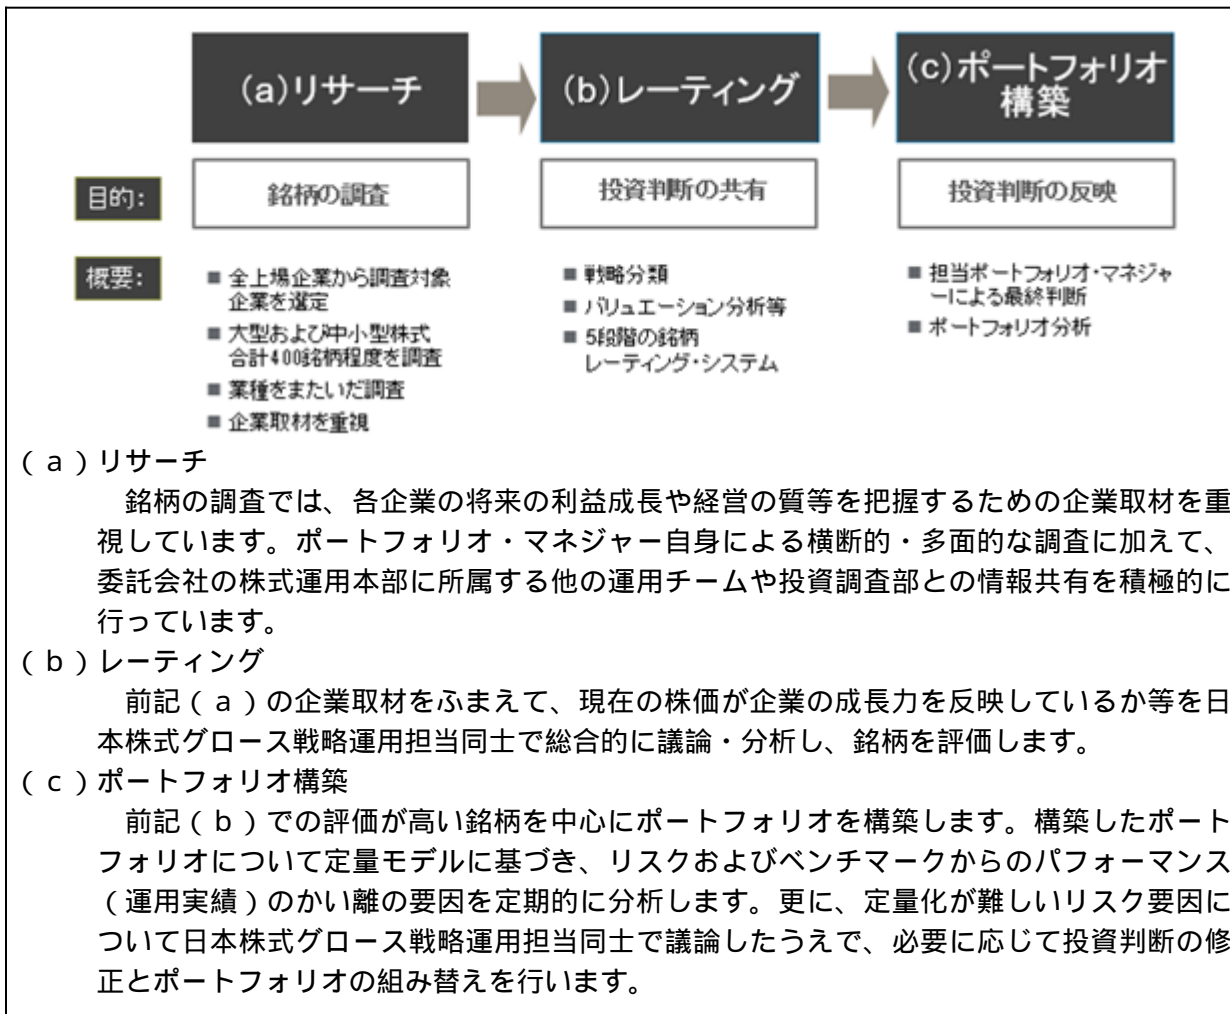 (a)リサーチ
(b)レーティング
(c)ポートフォリオ
構築
目的:
銘柄の調査
投資判断の共有
投資判断の反映
概要:
■ 全上場企業から調査対象
企業を選定
■ 大型および中小型株式
合計400銘柄程度を調査
■ 業種をまたいだ調査
■ 企業取材を重視
■ 戦略分類
■ バリュエーション分析等
■ 5段階の銘柄
レーティング・システム
■ 担当ポートフォリオ・マネジャ
ーによる最終判断
■ ポートフォリオ分析
(a)リサーチ
銘柄の調査では、各企業の将来の利益成長や経営の質等を把握するための企業取材を重
視しています。ポートフォリオ・マネジャー自身による横断的・多面的な調査に加えて、
委託会社の株式運用本部に所属する他の運用チームや投資調査部との情報共有を積極的に
行っています。
(b)レーティング
前記(a)の企業取材をふまえて、現在の株価が企業の成長力を反映しているか等を日
本株式グロース戦略運用担当同士で総合的に議論・分析し、銘柄を評価します。
(c)ポートフォリオ構築
前記(b)での評価が高い銘柄を中心にポートフォリオを構築します。構築したポート
フォリオについて定量モデルに基づき、リスクおよびベンチマークからのパフォーマンス
(運用実績)のかい離の要因を定期的に分析します。更に、定量化が難しいリスク要因に
ついて日本株式グロース戦略運用担当同士で議論したうえで、必要に応じて投資判断の修
正とポートフォリオの組み替えを行います。